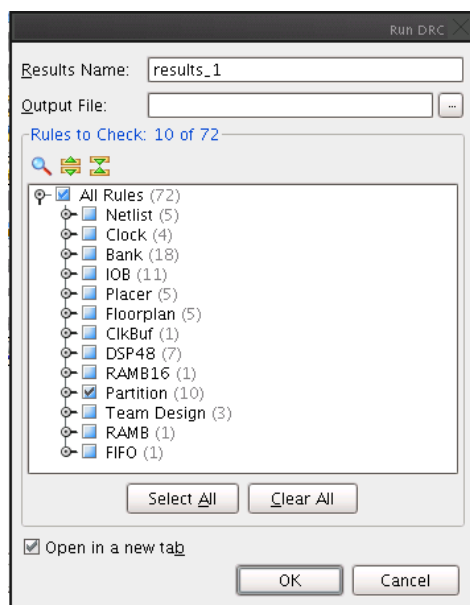 Run DRC
Results Name: results_1
Output File: ...
Rules to Check: 10 of 72
All Rules (72)
Netlist (5)
Clock (4)
Bank (18)
IOB (11)
Placer (5)
Floorplan (5)
ClkBuf (1)
DSP48 (7)
RAMB16 (1)
Partition (10)
Team Design (3)
RAMB (1)
FIFO (1)
Select All Clear All
Open in a new tab
OK Cancel